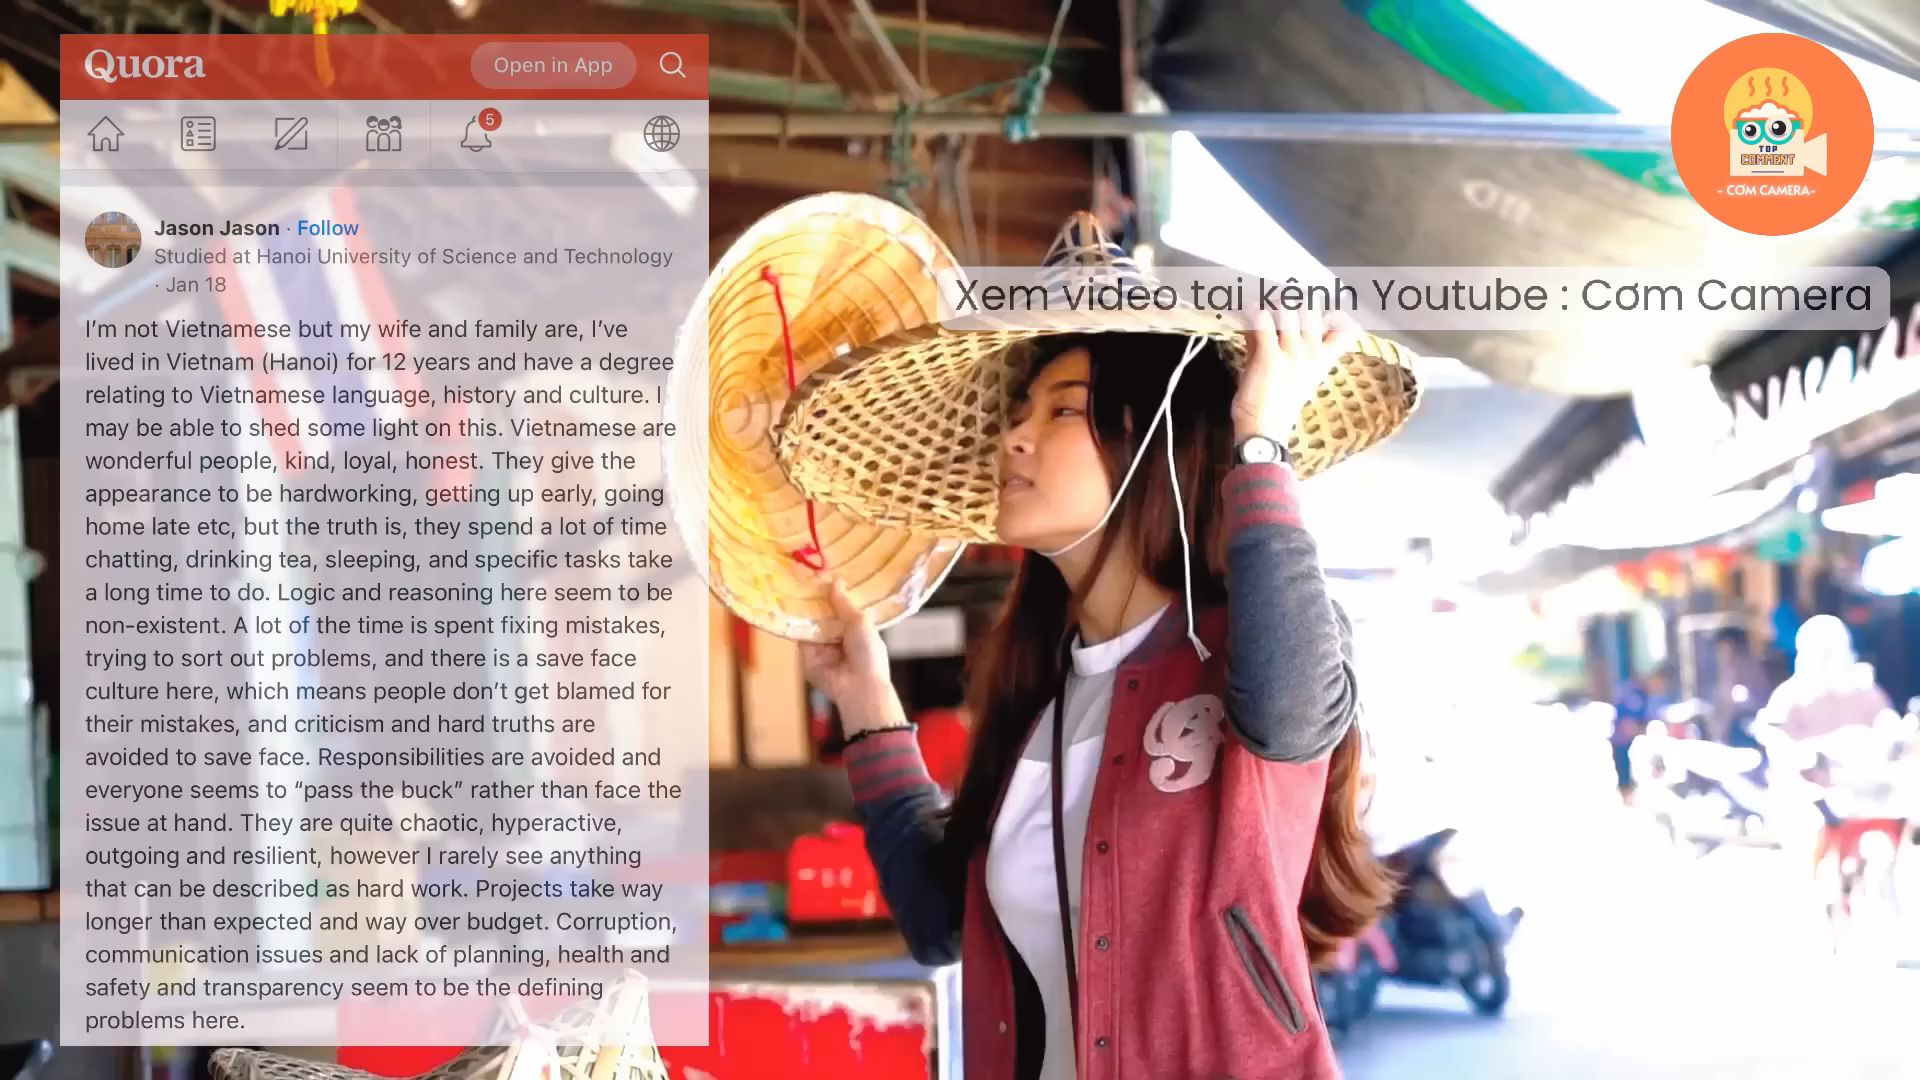 Quora
Open in App
5
Jason Jason · Follow
Studied at Hanoi University of Science and Technology
· Jan 18
I’m not Vietnamese but my wife and family are, I’ve
lived in Vietnam (Hanoi) for 12 years and have a degree
relating to Vietnamese language, history and culture. I
may be able to shed some light on this. Vietnamese are
wonderful people, kind, loyal, honest. They give the
appearance to be hardworking, getting up early, going
home late etc, but the truth is, they spend a lot of time
chatting, drinking tea, sleeping, and specific tasks take
a long time to do. Logic and reasoning here seem to be
non-existent. A lot of the time is spent fixing mistakes,
trying to sort out problems, and there is a save face
culture here, which means people don’t get blamed for
their mistakes, and criticism and hard truths are
avoided to save face. Responsibilities are avoided and
everyone seems to “pass the buck” rather than face the
issue at hand. They are quite chaotic, hyperactive,
outgoing and resilient, however I rarely see anything
that can be described as hard work. Projects take way
longer than expected and way over budget. Corruption,
communication issues and lack of planning, health and
safety and transparency seem to be the defining
problems here.
TOP
COMMENT
- CƠM CAMERA-
Xem video tại kênh Youtube : Cơm Camera